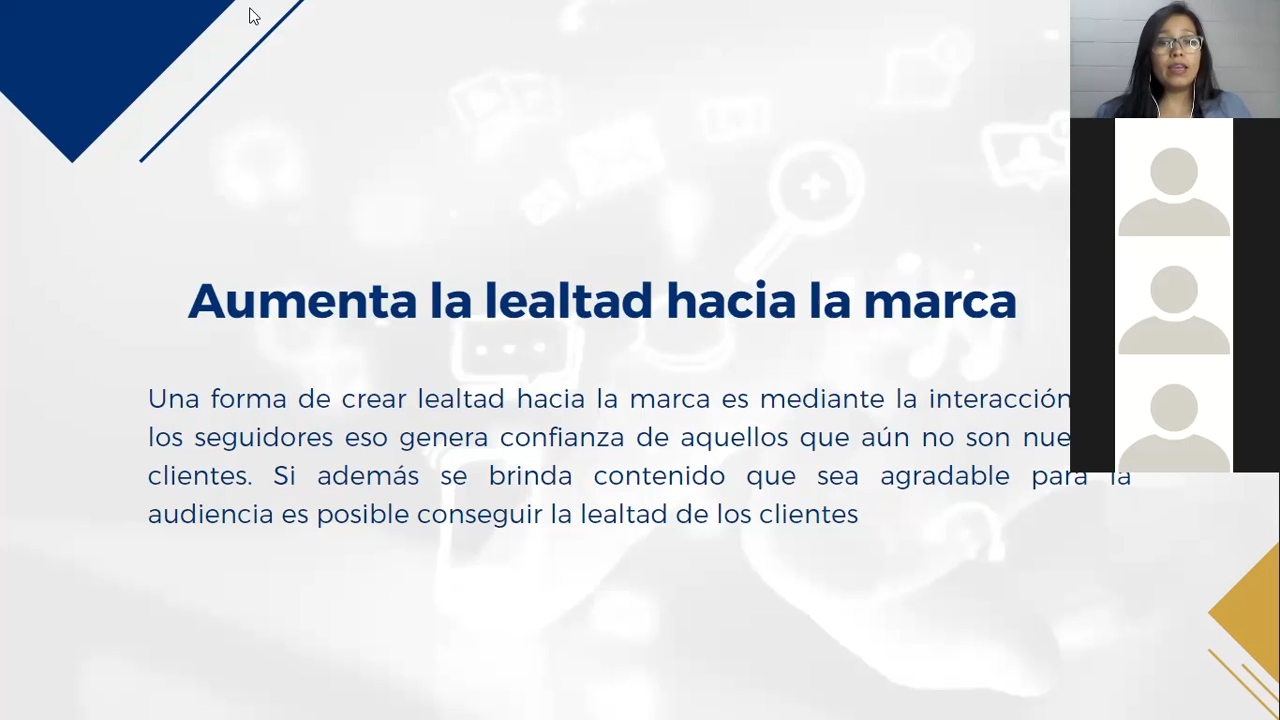 Aumenta la lealtad hacia la marca
Una forma de crear lealtad hacia la marca es mediante la interacción
los seguidores eso genera confianza de aquellos que aún no son
clientes. Si además se brinda contenido que sea agradable para la
audiencia es posible conseguir la lealtad de los clientes